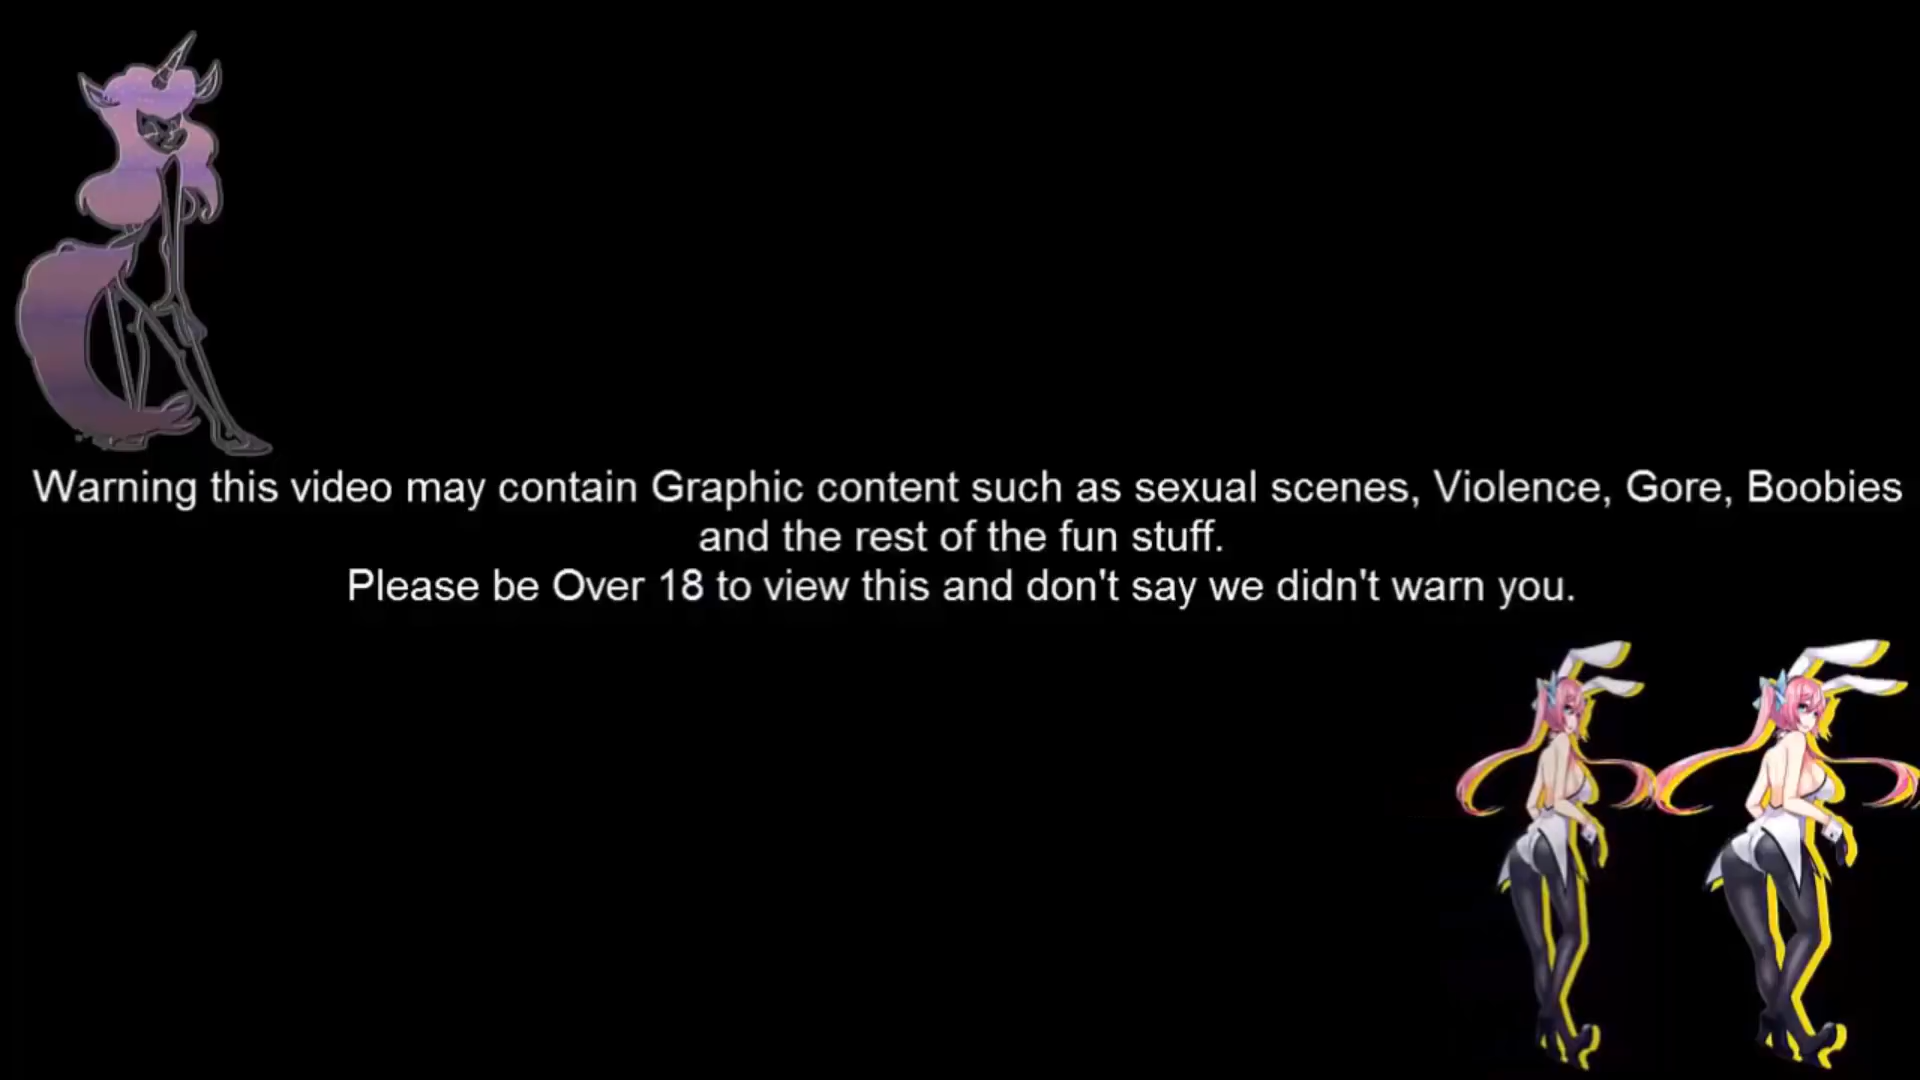 Warning this video may contain Graphic content such as sexual scenes, Violence, Gore, Boobies
and the rest of the fun stuff.
Please be Over 18 to view this and don't say we didn't warn you.